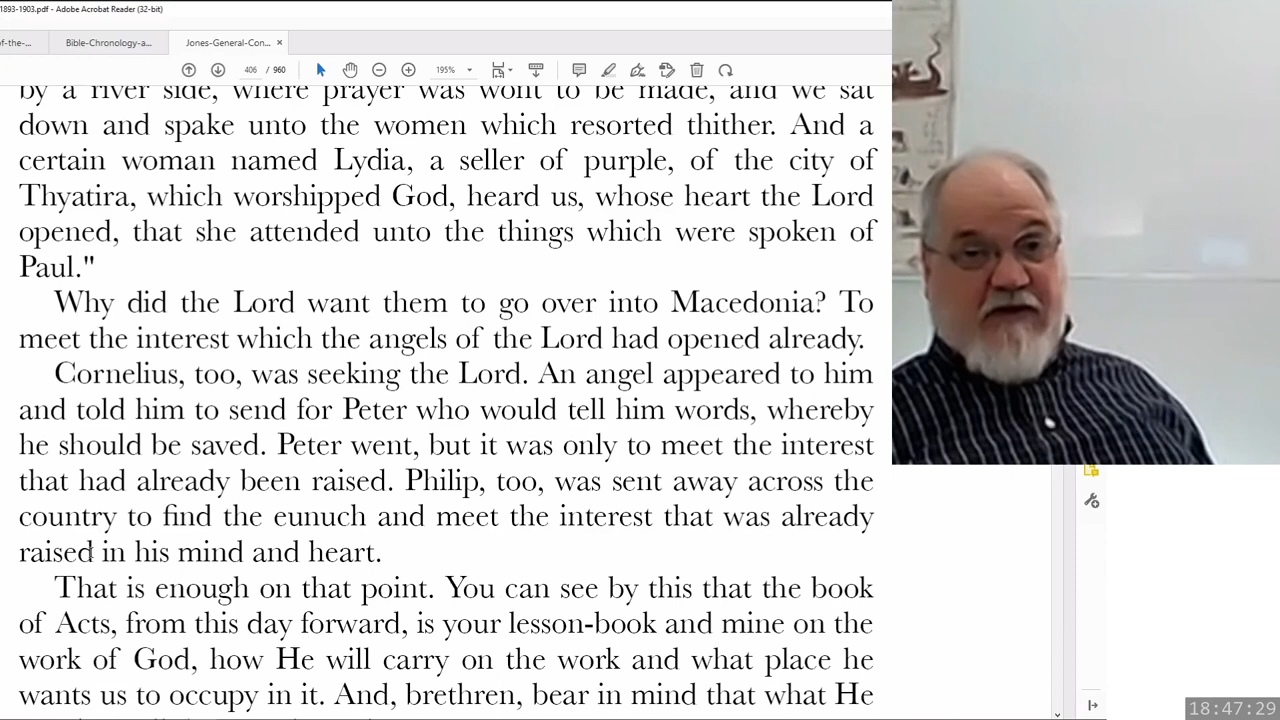 1893-1903.pdf - Adobe Acrobat Reader (32-bit)
of-the-...
Bible-Chronology-a...
Jones-General-Con...
406 / 960
195%
by a river side, where prayer was wont to be made, and we sat
down and spake unto the women which resorted thither. And a
certain woman named Lydia, a seller of purple, of the city of
Thyatira, which worshipped God, heard us, whose heart the Lord
opened, that she attended unto the things which were spoken of
Paul."
Why did the Lord want them to go over into Macedonia? To
meet the interest which the angels of the Lord had opened already.
Cornelius, too, was seeking the Lord. An angel appeared to him
and told him to send for Peter who would tell him words, whereby
he should be saved. Peter went, but it was only to meet the interest
that had already been raised. Philip, too, was sent away across the
country to find the eunuch and meet the interest that was already
raised in his mind and heart.
That is enough on that point. You can see by this that the book
of Acts, from this day forward, is your lesson-book and mine on the
work of God, how He will carry on the work and what place he
wants us to occupy in it. And, brethren, bear in mind that what He
18:47:29